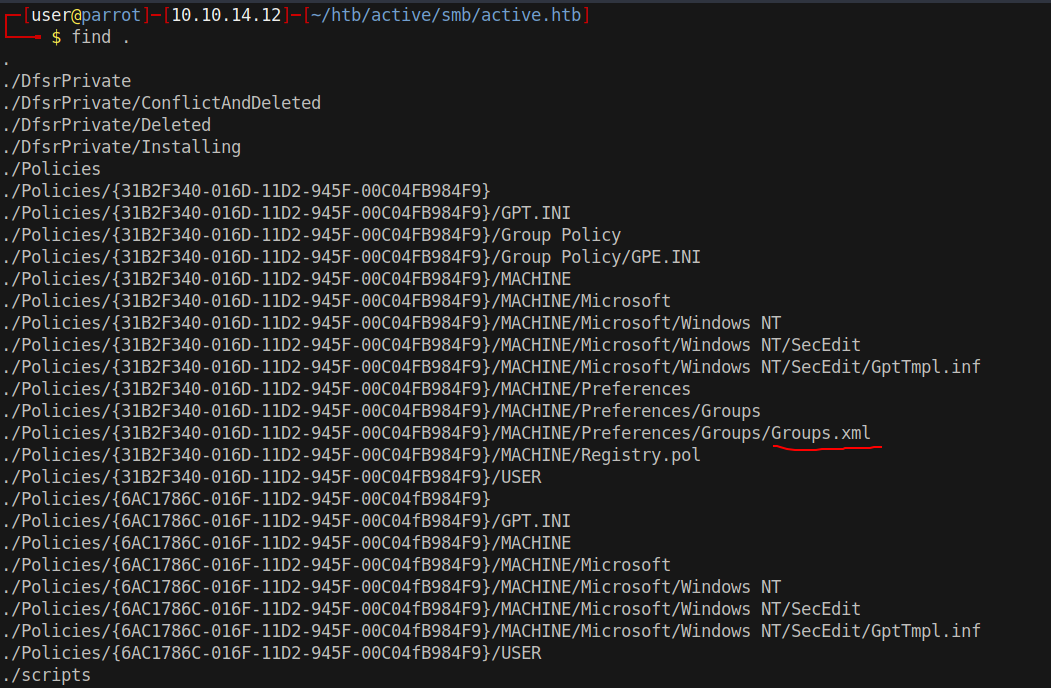 [user@parrot]─[10.10.14.12]─[~/htb/active/smb/active.htb]
$ find .
.
./DfsrPrivate
./DfsrPrivate/ConflictAndDeleted
./DfsrPrivate/Deleted
./DfsrPrivate/Installing
./Policies
./Policies/{31B2F340-016D-11D2-945F-00C04FB984F9}
./Policies/{31B2F340-016D-11D2-945F-00C04FB984F9}/GPT.INI
./Policies/{31B2F340-016D-11D2-945F-00C04FB984F9}/Group Policy
./Policies/{31B2F340-016D-11D2-945F-00C04FB984F9}/Group Policy/GPE.INI
./Policies/{31B2F340-016D-11D2-945F-00C04FB984F9}/MACHINE
./Policies/{31B2F340-016D-11D2-945F-00C04FB984F9}/MACHINE/Microsoft
./Policies/{31B2F340-016D-11D2-945F-00C04FB984F9}/MACHINE/Microsoft/Windows NT
./Policies/{31B2F340-016D-11D2-945F-00C04FB984F9}/MACHINE/Microsoft/Windows NT/SecEdit
./Policies/{31B2F340-016D-11D2-945F-00C04FB984F9}/MACHINE/Microsoft/Windows NT/SecEdit/GptTmpl.inf
./Policies/{31B2F340-016D-11D2-945F-00C04FB984F9}/MACHINE/Preferences
./Policies/{31B2F340-016D-11D2-945F-00C04FB984F9}/MACHINE/Preferences/Groups
./Policies/{31B2F340-016D-11D2-945F-00C04FB984F9}/MACHINE/Preferences/Groups/Groups.xml
./Policies/{31B2F340-016D-11D2-945F-00C04FB984F9}/MACHINE/Registry.pol
./Policies/{31B2F340-016D-11D2-945F-00C04FB984F9}/USER
./Policies/{6AC1786C-016F-11D2-945F-00C04fB984F9}
./Policies/{6AC1786C-016F-11D2-945F-00C04fB984F9}/GPT.INI
./Policies/{6AC1786C-016F-11D2-945F-00C04fB984F9}/MACHINE
./Policies/{6AC1786C-016F-11D2-945F-00C04fB984F9}/MACHINE/Microsoft
./Policies/{6AC1786C-016F-11D2-945F-00C04fB984F9}/MACHINE/Microsoft/Windows NT
./Policies/{6AC1786C-016F-11D2-945F-00C04fB984F9}/MACHINE/Microsoft/Windows NT/SecEdit
./Policies/{6AC1786C-016F-11D2-945F-00C04fB984F9}/MACHINE/Microsoft/Windows NT/SecEdit/GptTmpl.inf
./Policies/{6AC1786C-016F-11D2-945F-00C04fB984F9}/USER
./scripts